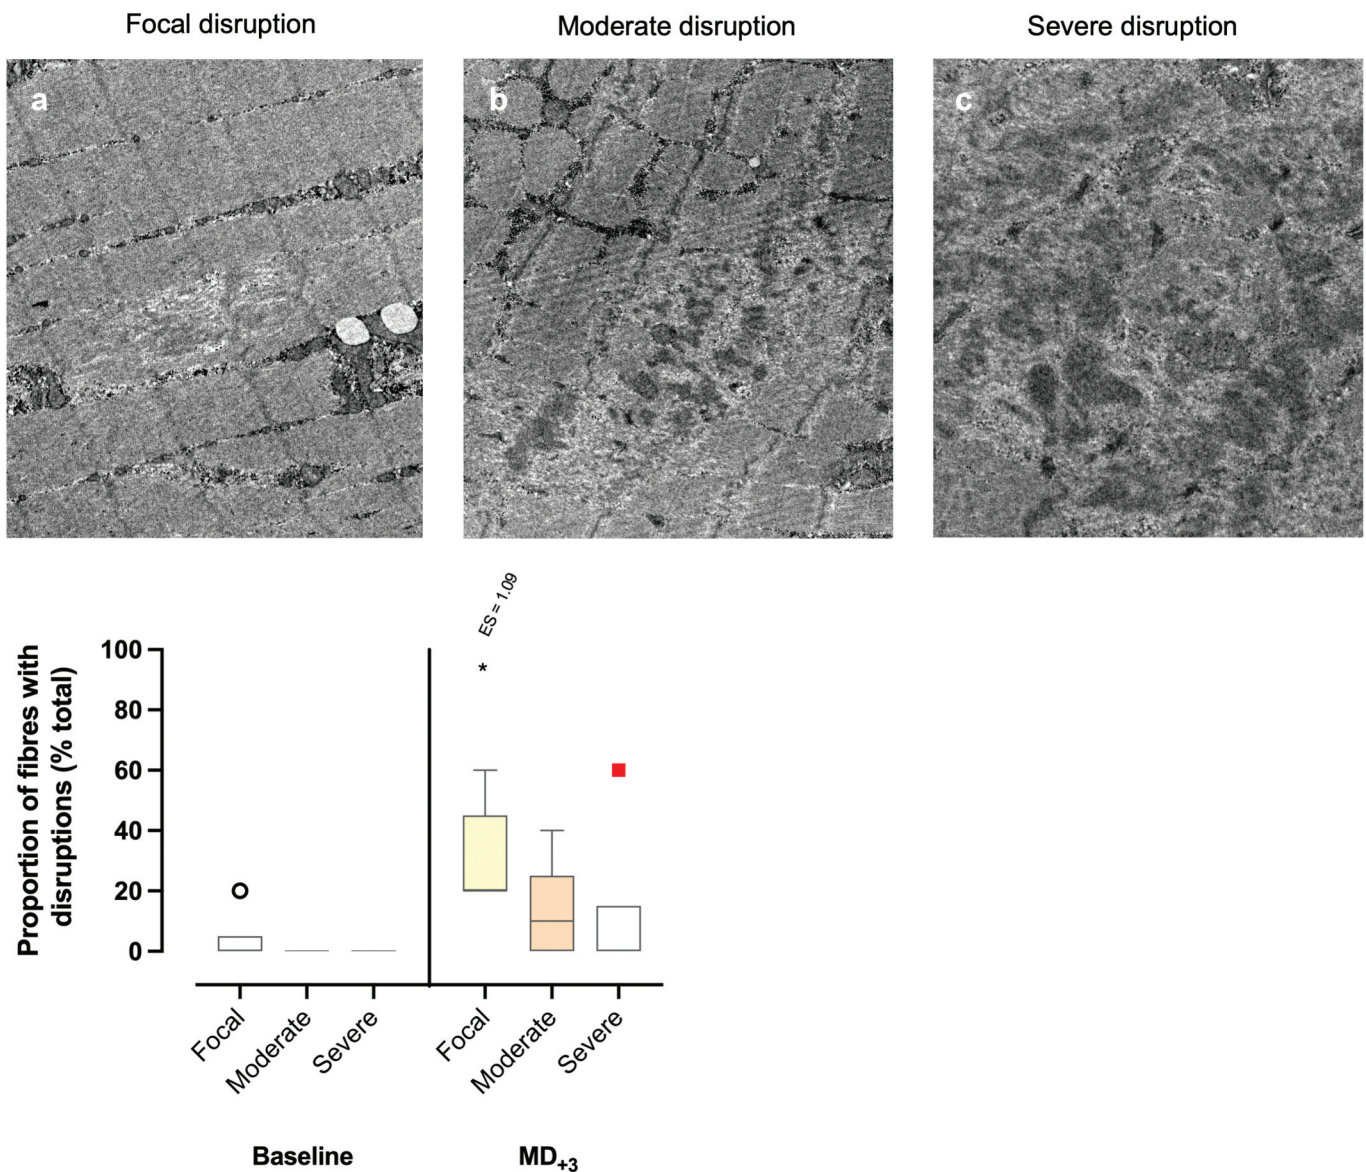 Focal disruption
Moderate disruption
Severe disruption
a
b
c
ES = 1.09
*
Proportion of fibres with
disruptions (% total)
100
80
60
40
20
0
Focal
Moderate
Severe
Focal
Moderate
Severe
Baseline
MD+3